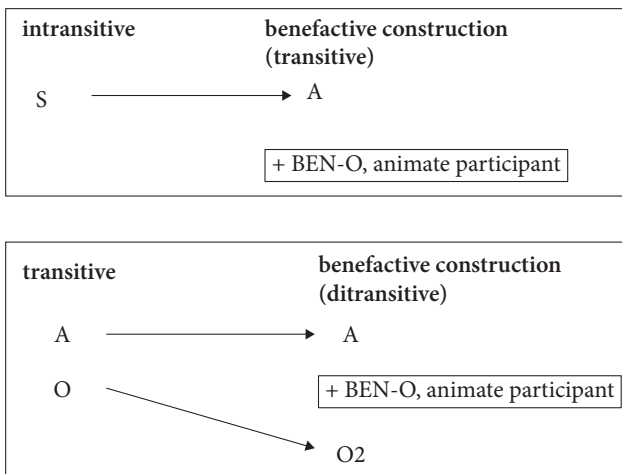 intransitive benefactive construction
(transitive)
S A
+ BEN-O, animate participant
transitive benefactive construction
(ditransitive)
A A
O + BEN-O, animate participant
O2